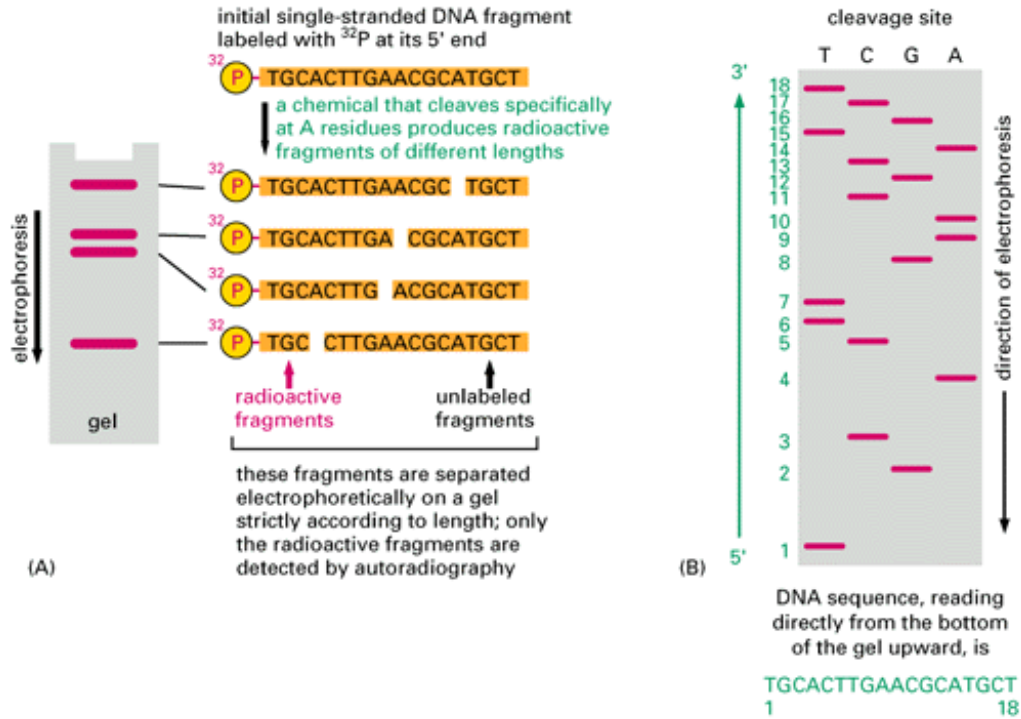 initial single-stranded DNA fragment
labeled with ³²P at its 5' end
32
P
TGCACTTGAACGCATGCT
a chemical that cleaves specifically
at A residues produces radioactive
fragments of different lengths
32
P
TGCACTTGAACGC TGCT
32
P
TGCACTTGA CGCATGCT
32
P
TGCACTTG ACGCATGCT
32
P
TGC CTTGAACGCATGCT
electrophoresis
gel
radioactive
fragments
unlabeled
fragments
these fragments are separated
electrophoretically on a gel
strictly according to length; only
the radioactive fragments are
detected by autoradiography
(A)
cleavage site
T C G A
3'
18
17
16
15
14
13
12
11
10
9
8
7
6
5
4
3
2
1
5'
direction of electrophoresis
(B)
DNA sequence, reading
directly from the bottom
of the gel upward, is
TGCACTTGAACGCATGCT
1 18